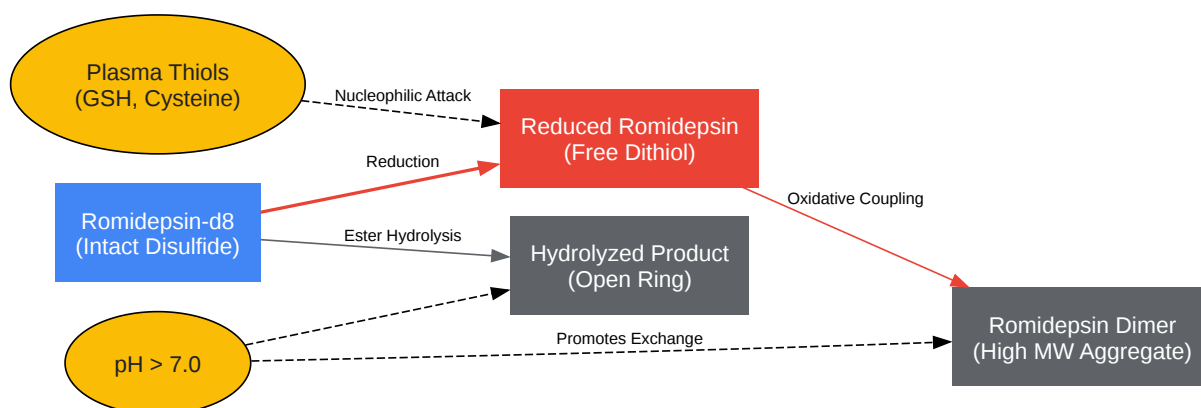 Plasma Thiols
(GSH, Cysteine)
Nucleophilic Attack
Reduced Romidepsin
(Free Dithiol)
Reduction
Romidepsin-d8
(Intact Disulfide)
Oxidative Coupling
Ester Hydrolysis
Hydrolyzed Product
(Open Ring)
pH > 7.0
Promotes Exchange
Romidepsin Dimer
(High MW Aggregate)